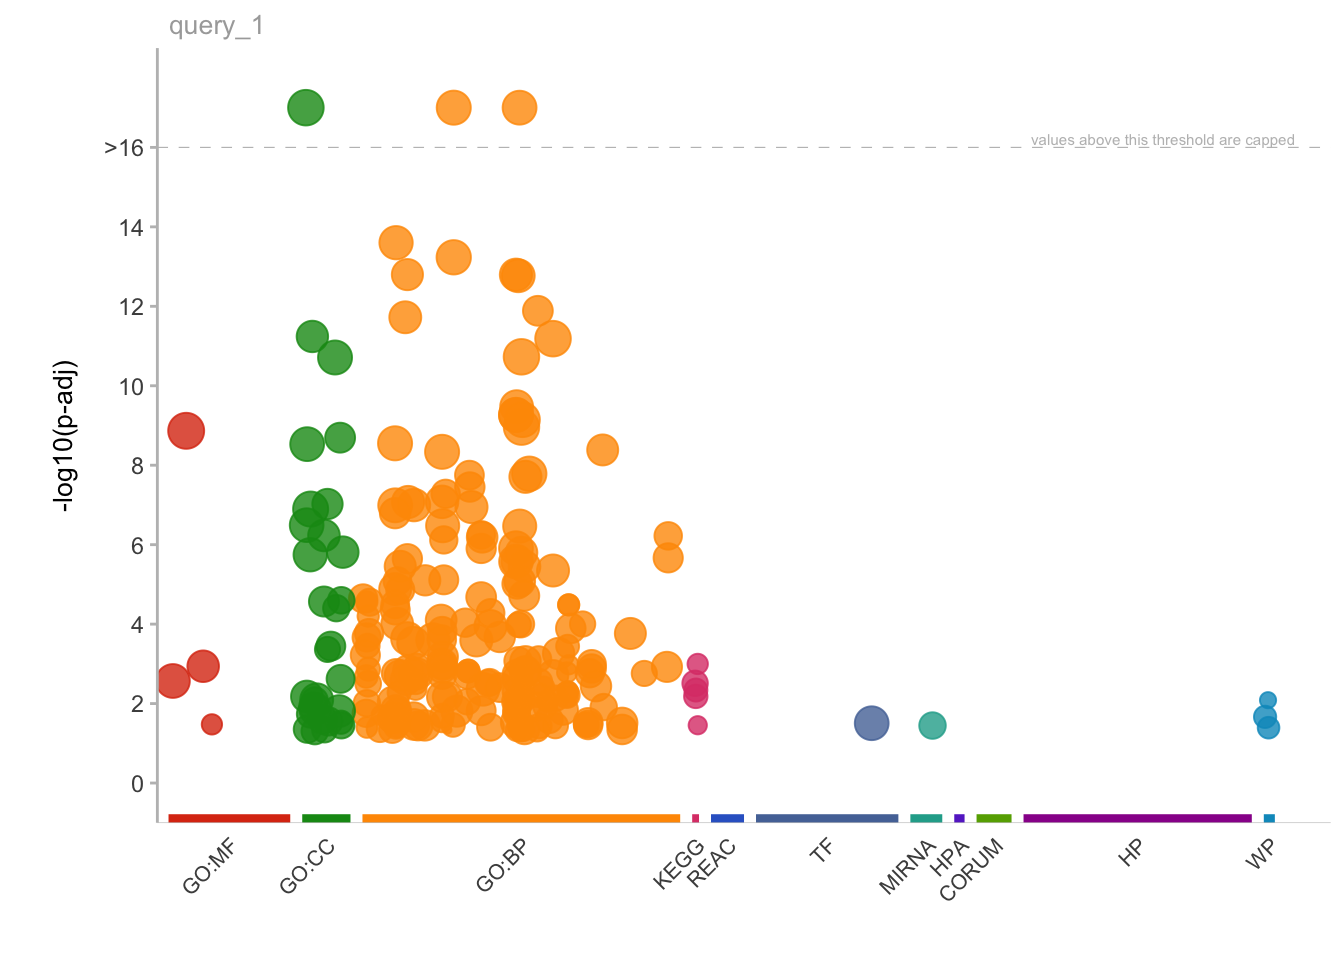 query_1
values above this threshold are capped
>16
14
12
10
8
6
4
2
0
-log10(p-adj)
GO:MF
GO:CC
GO:BP
KEGG
REAC
TF
MIRNA
HPA
CORUM
HP
WP